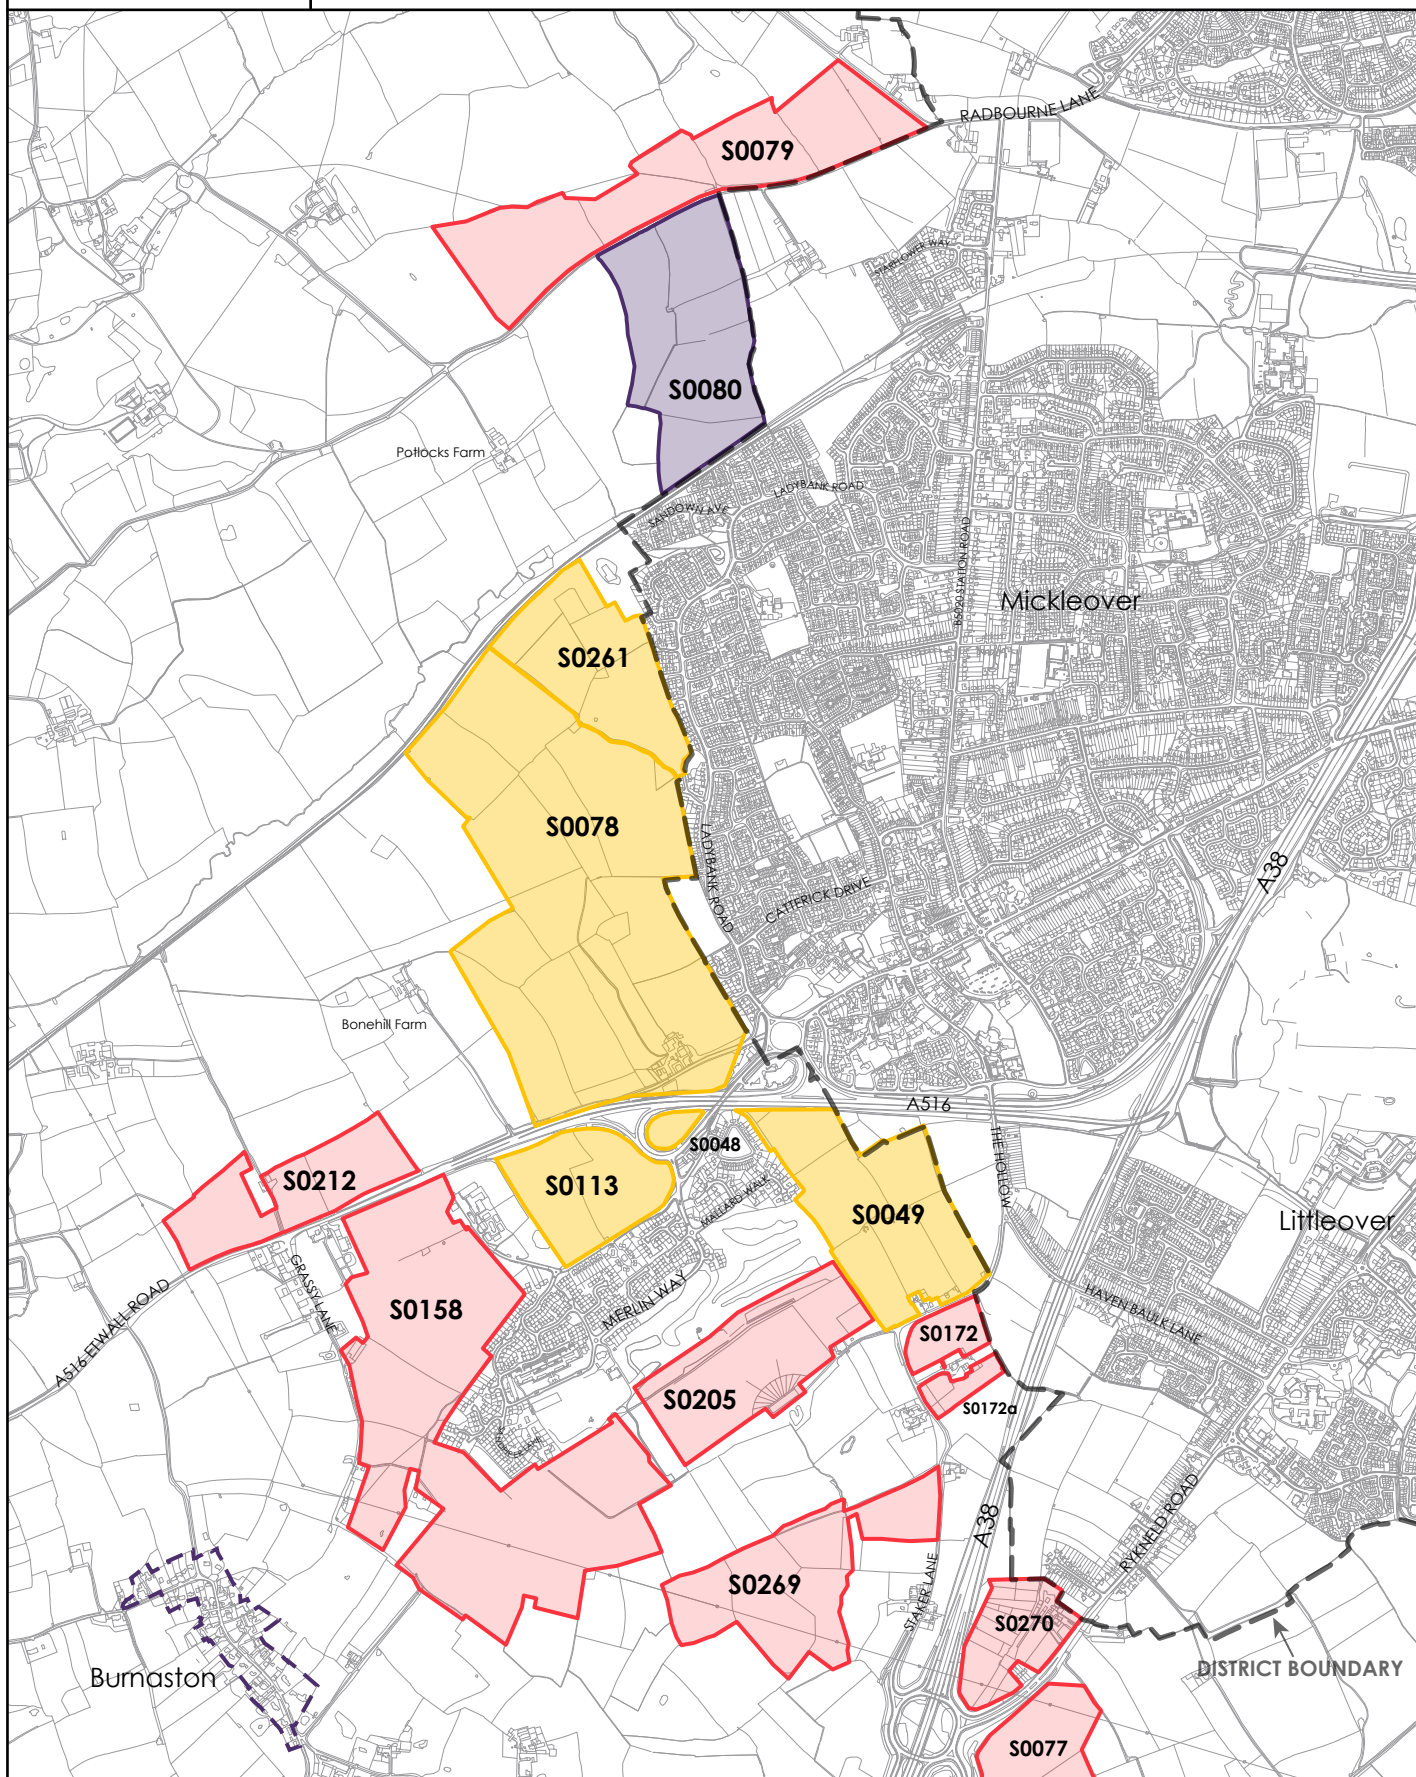 RADBOURNE LANE
S0079
STARFLOWER WAY
S0080
Potlocks Farm
LADYBANK ROAD
SANDOWN AVE
B5020 STATION ROAD
Mickleover
S0261
S0078
LADYBANK ROAD
A38
CATTERICK DRIVE
Bonehill Farm
A516
S0048
THE HOLLOW
S0212
S0113
MALLARD WALK
S0049
Littleover
GRASSY LANE
A516 ETWALL ROAD
S0158
MERLIN WAY
HAVEN BAULK LANE
S0172
S0205
S0172a
A38
RYKNELD ROAD
S0269
STAKER LANE
S0270
Burnaston
DISTRICT BOUNDARY
S0077